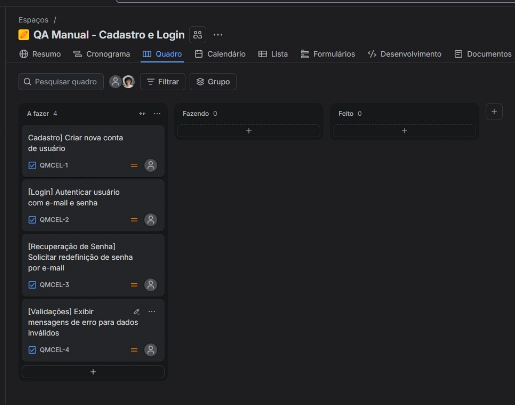 Espaços /
QA Manual - Cadastro e Login
Resumo Cronograma Quadro Calendário Lista Formulários Desenvolvimento Documentos
Pesquisar quadro Filtrar Grupo
A fazer 4
Cadastro] Criar nova conta
de usuário
QMCEL-1
[Login] Autenticar usuário
com e-mail e senha
QMCEL-2
[Recuperação de Senha]
Solicitar redefinição de senha
por e-mail
QMCEL-3
[Validações] Exibir
mensagens de erro para dados
inválidos
QMCEL-4
Fazendo 0
Feito 0